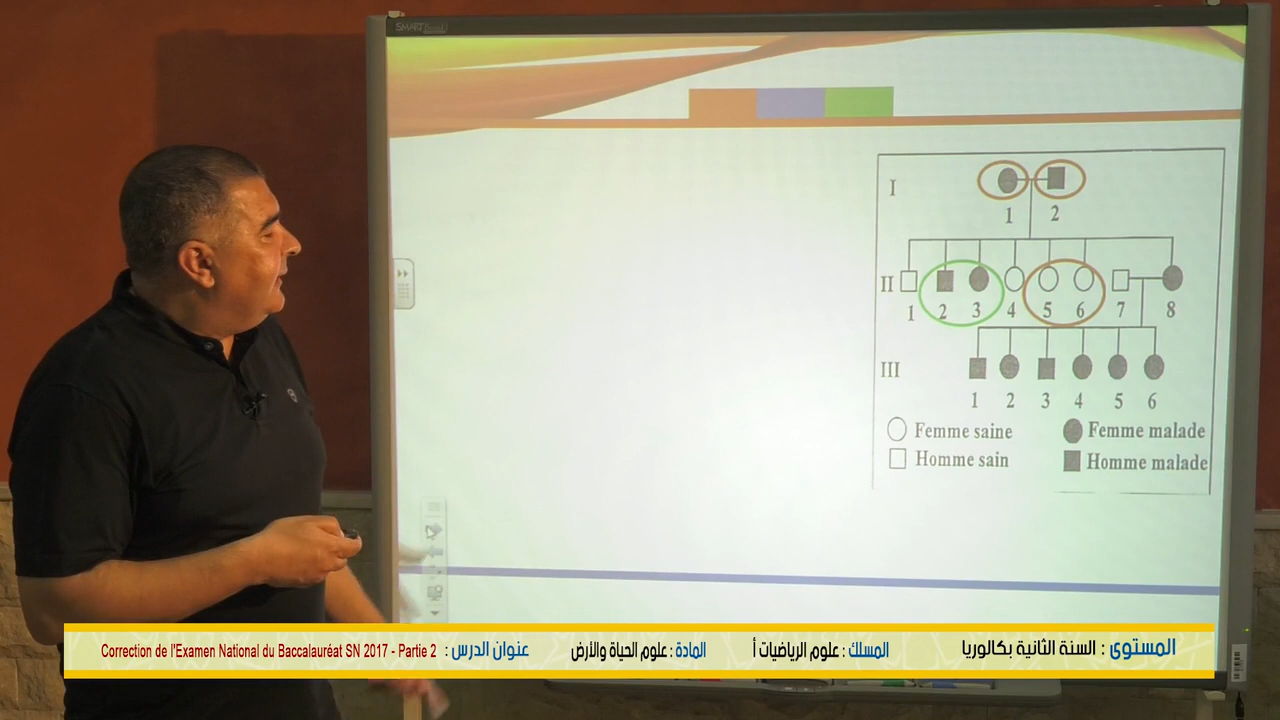 SMART
I
1 2
II
1 2 3 4 5 6 7 8
III
1 2 3 4 5 6
Femme saine Femme malade
Homme sain Homme malade
المستوى : السنة الثانية بكالوريا المسلك : علوم الرياضيات أ المادة : علوم الحياة والأرض عنوان الدرس : Correction de l'Examen National du Baccalauréat SN 2017 - Partie 2